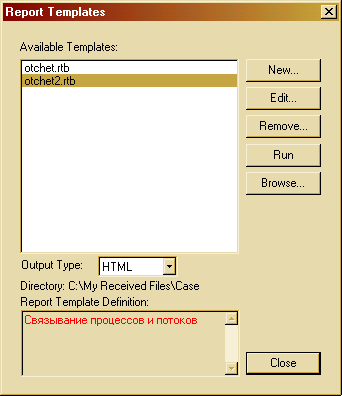 Report Templates
Available Templates:
otchet.rtb
otchet2.rtb
New...
Edit...
Remove...
Run
Browse...
Output Type:
HTML
Directory: C:\My Received Files\Case
Report Template Definition:
Связывание процессов и потоков
Close